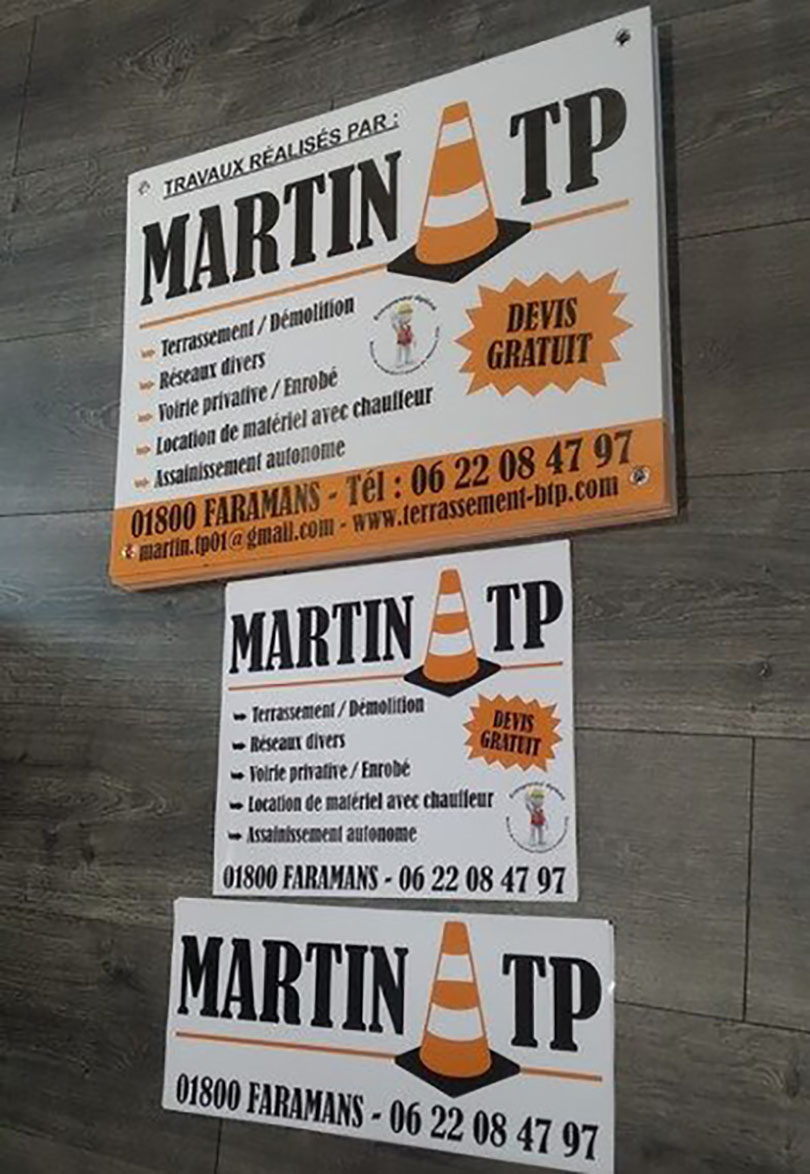 TRAVAUX RÉALISÉS PAR :
MARTIN TP
Terrassement / Démolition
Réseaux divers
Voirie privative / Enrobé
Location de matériel avec chauffeur
Assainissement autonome
DEVIS
GRATUIT
01800 FARAMANS - Tél : 06 22 08 47 97
martin.tp01@gmail.com - www.terrassement-btp.com
MARTIN TP
Terrassement / Démolition
Réseaux divers
Voirie privative / Enrobé
Location de matériel avec chauffeur
Assainissement autonome
DEVIS
GRATUIT
01800 FARAMANS - 06 22 08 47 97
MARTIN TP
01800 FARAMANS - 06 22 08 47 97